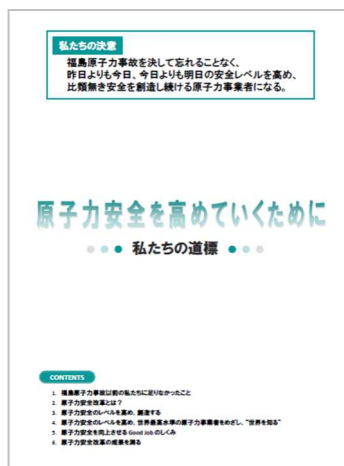 私たちの決意
福島原子力事故を決して忘れることなく、
昨日よりも今日、今日よりも明日の安全レベルを高め、
比類無き安全を創造し続ける原子力事業者になる。
原子力安全を高めていくために
私たちの道標
CONTENTS
1. 福島原子力事故以前の私たちに足りなかったこと
2. 原子力安全改革とは？
3. 原子力安全のレベルを高め、創造する
4. 原子力安全のレベルを高め、世界最高水準の原子力事業者をめざし、“世界を知る”
5. 原子力安全を向上させる Good Job のしくみ
6. 原子力安全改革の成果を測る